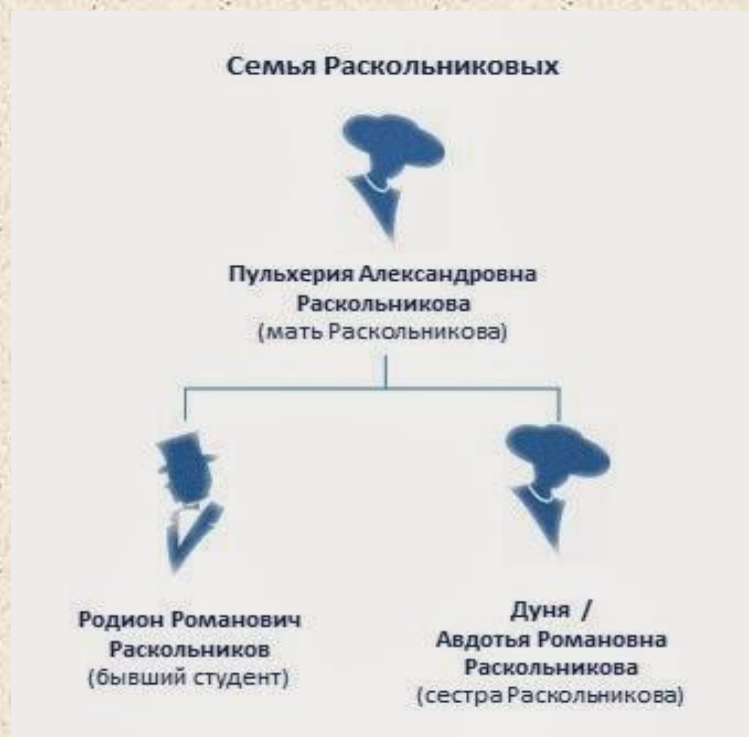 Семья Раскольниковых
Пульхерия Александровна
Раскольникова
(мать Раскольникова)
Родион Романович
Раскольников
(бывший студент)
Дуня /
Авдотья Романовна
Раскольникова
(сестра Раскольникова)